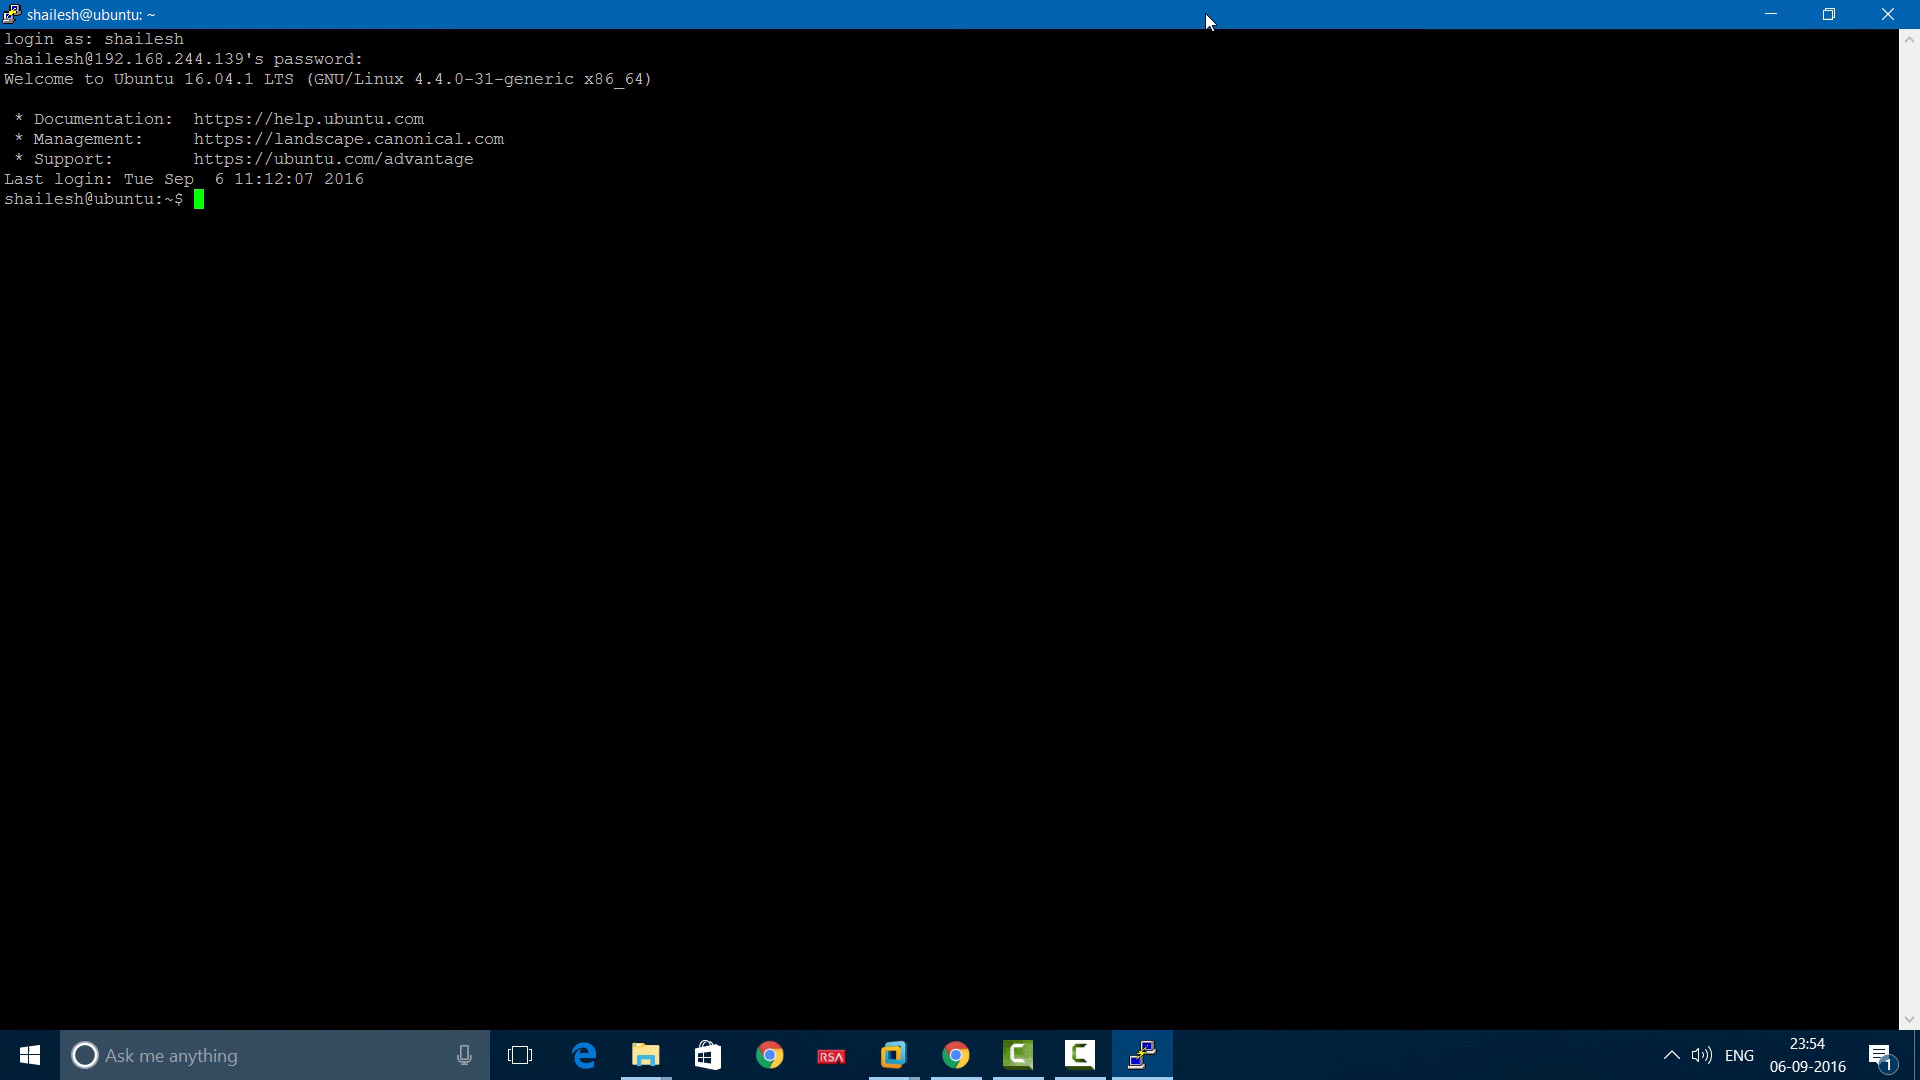 shailesh@ubuntu: ~
login as: shailesh
shailesh@192.168.244.139's password:
Welcome to Ubuntu 16.04.1 LTS (GNU/Linux 4.4.0-31-generic x86_64)
* Documentation:  https://help.ubuntu.com
* Management:     https://landscape.canonical.com
* Support:        https://ubuntu.com/advantage
Last login: Tue Sep  6 11:12:07 2016
shailesh@ubuntu:~$
Ask me anything
RSA
ENG
23:54
06-09-2016
1